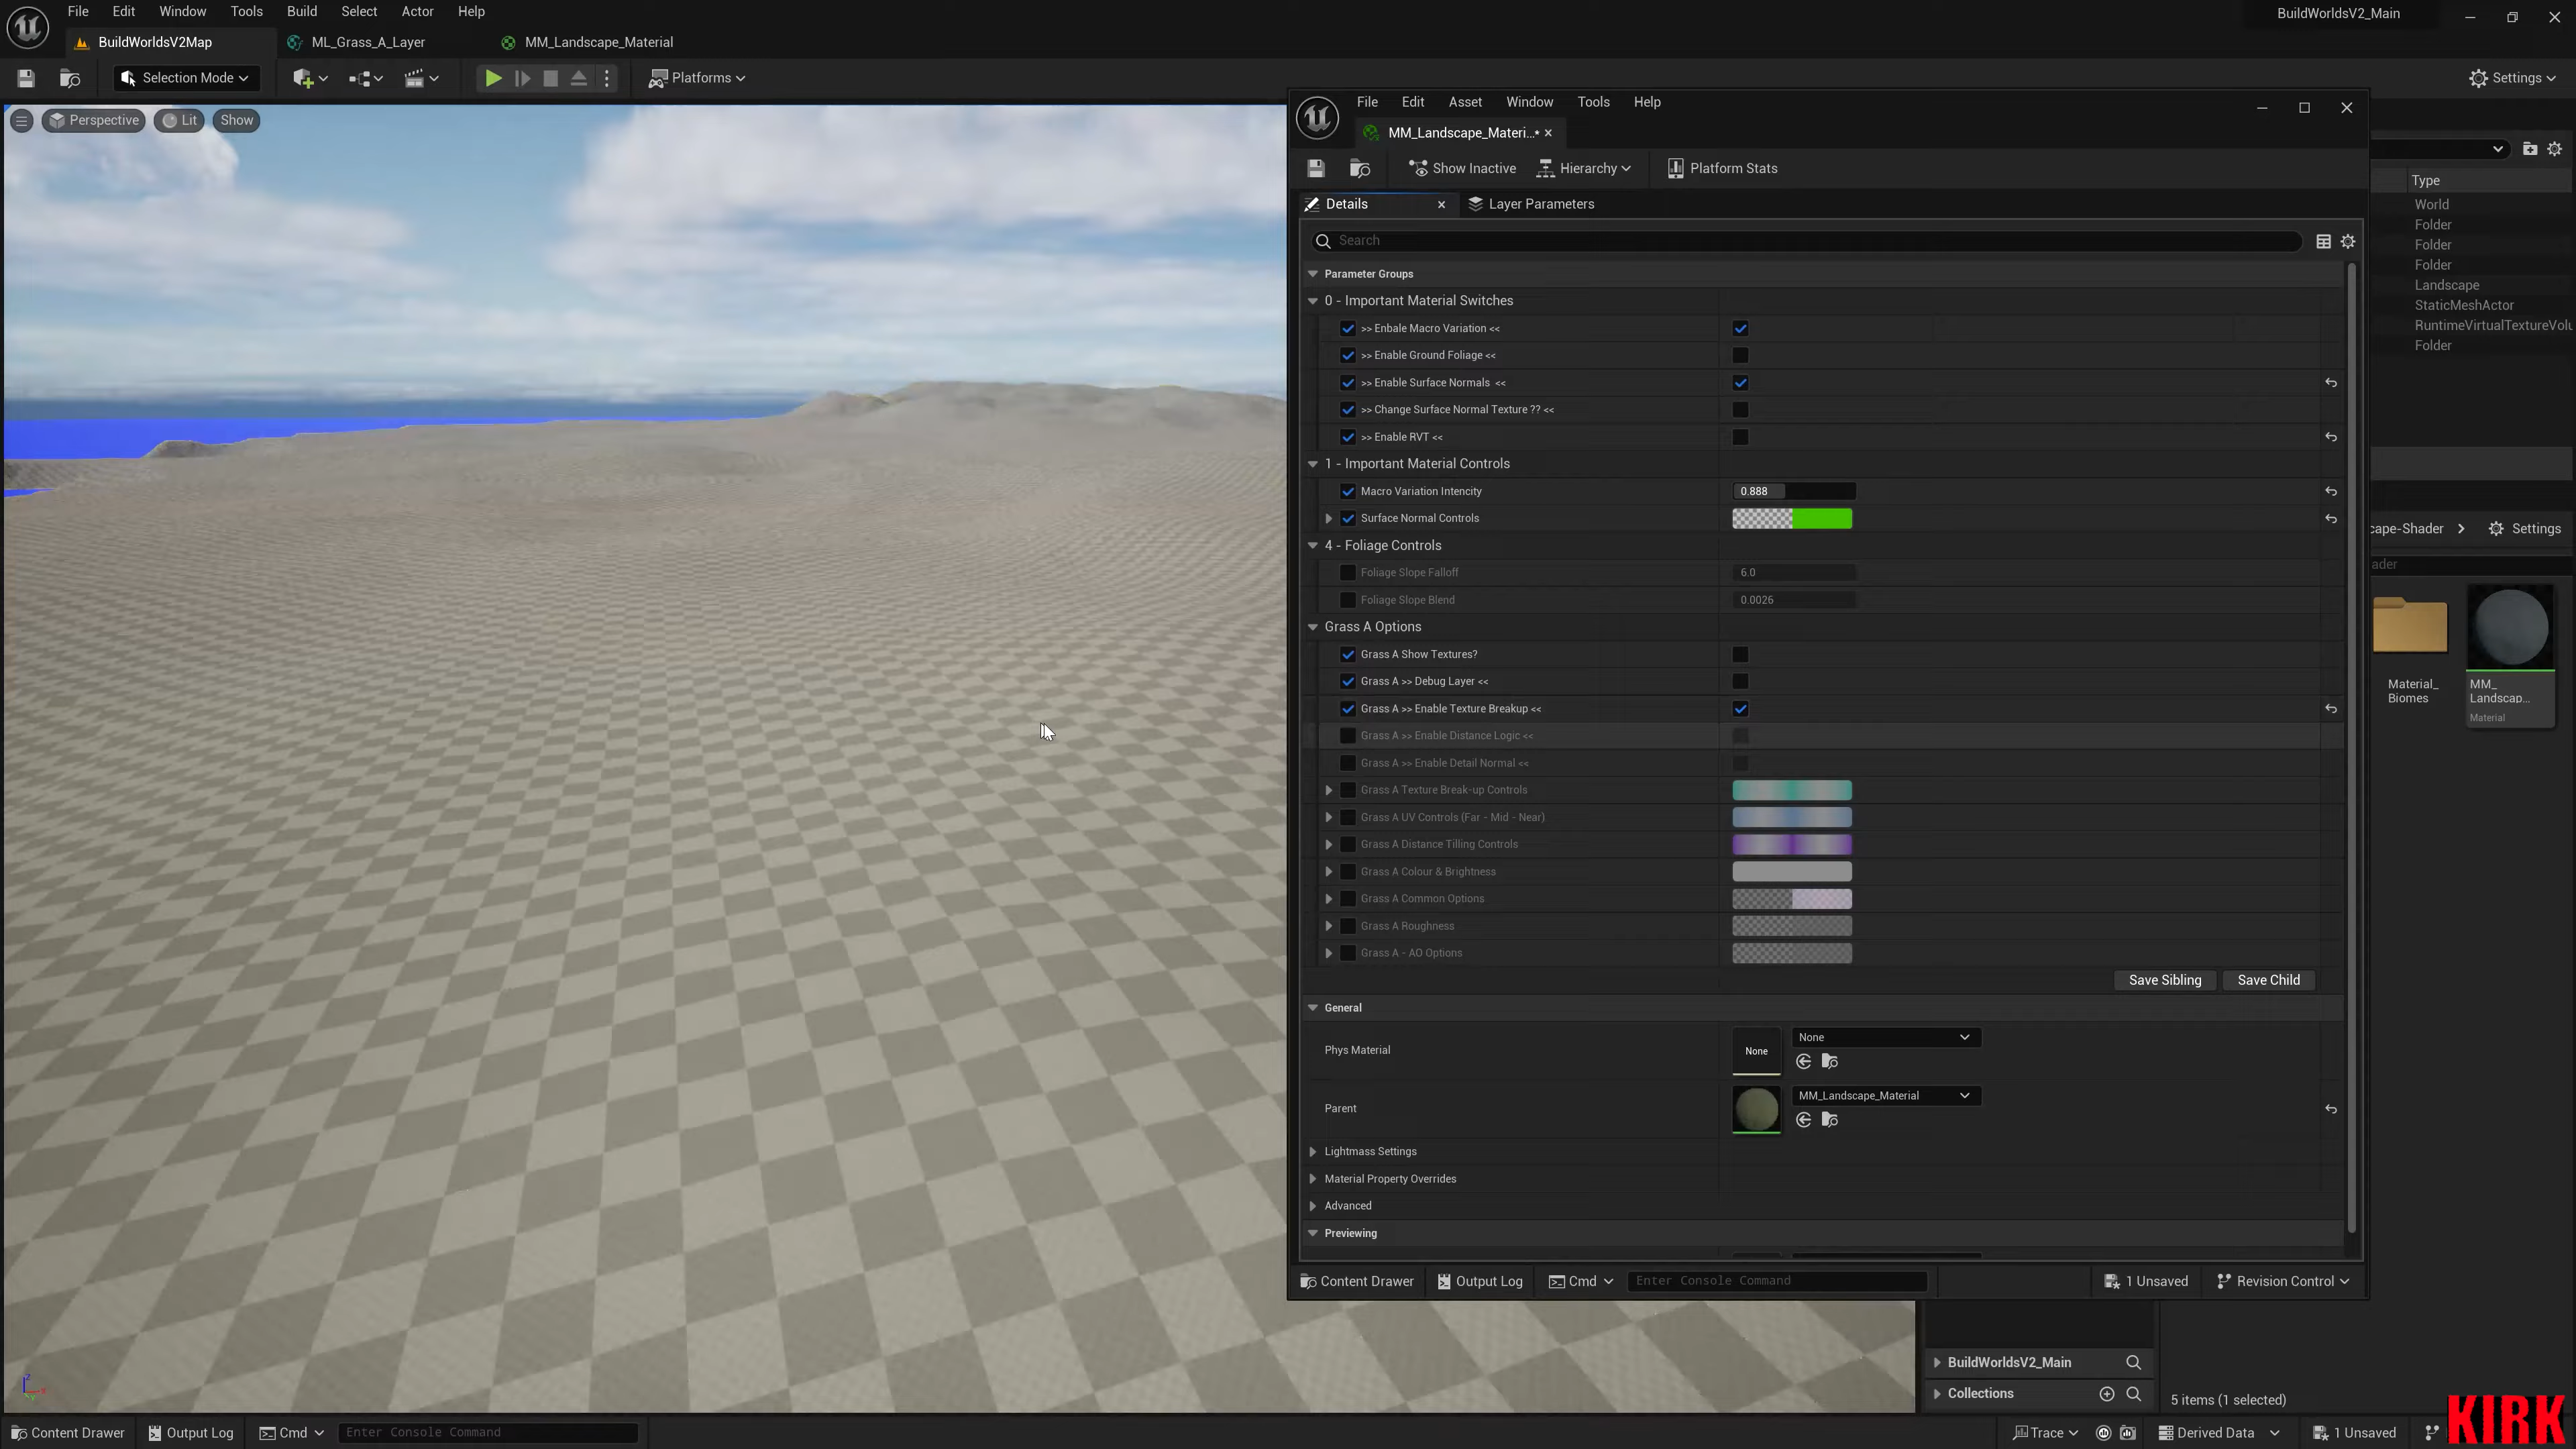 File Edit Window Tools Build Select Actor Help
BuildWorldsV2_Main
BuildWorldsV2Map
ML_Grass_A_Layer
MM_Landscape_Material
Selection Mode
Platforms
Settings
Perspective
Lit
Show
File Edit Asset Window Tools Help
MM_Landscape_Materi...*
Show Inactive
Hierarchy
Platform Stats
Details
Layer Parameters
Search
Parameter Groups
0 - Important Material Switches
>> Enbale Macro Variation <<
>> Enable Ground Foliage <<
>> Enable Surface Normals <<
>> Change Surface Normal Texture ?? <<
>> Enable RVT <<
1 - Important Material Controls
Macro Variation Intencity 0.888
Surface Normal Controls
4 - Foliage Controls
Foliage Slope Falloff 6.0
Foliage Slope Blend 0.0026
Grass A Options
Grass A Show Textures?
Grass A >> Debug Layer <<
Grass A >> Enable Texture Breakup <<
Grass A >> Enable Distance Logic <<
Grass A >> Enable Detail Normal <<
Grass A Texture Break-up Controls
Grass A UV Controls (Far - Mid - Near)
Grass A Distance Tilling Controls
Grass A Colour & Brightness
Grass A Common Options
Grass A Roughness
Grass A - AO Options
Save Sibling
Save Child
General
Phys Material
None
None
Parent
MM_Landscape_Material
Lightmass Settings
Material Property Overrides
Advanced
Previewing
Content Drawer
Output Log
Cmd
Enter Console Command
1 Unsaved
Revision Control
Type
World
Folder
Folder
Folder
Landscape
StaticMeshActor
RuntimeVirtualTextureVolu
Folder
cape-Shader
Settings
ader
Material_
Biomes
MM_
Landscap...
Material
BuildWorldsV2_Main
Collections
5 items (1 selected)
Content Drawer
Output Log
Cmd
Enter Console Command
Trace
Derived Data
1 Unsaved
KIRK